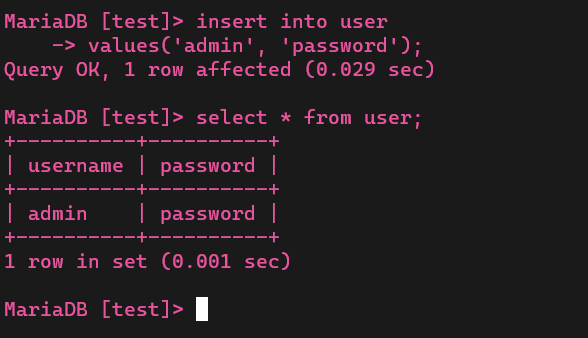 MariaDB [test]> insert into user
    -> values('admin', 'password');
Query OK, 1 row affected (0.029 sec)
MariaDB [test]> select * from user;
+----------+----------+
| username | password |
+----------+----------+
| admin    | password |
+----------+----------+
1 row in set (0.001 sec)
MariaDB [test]>